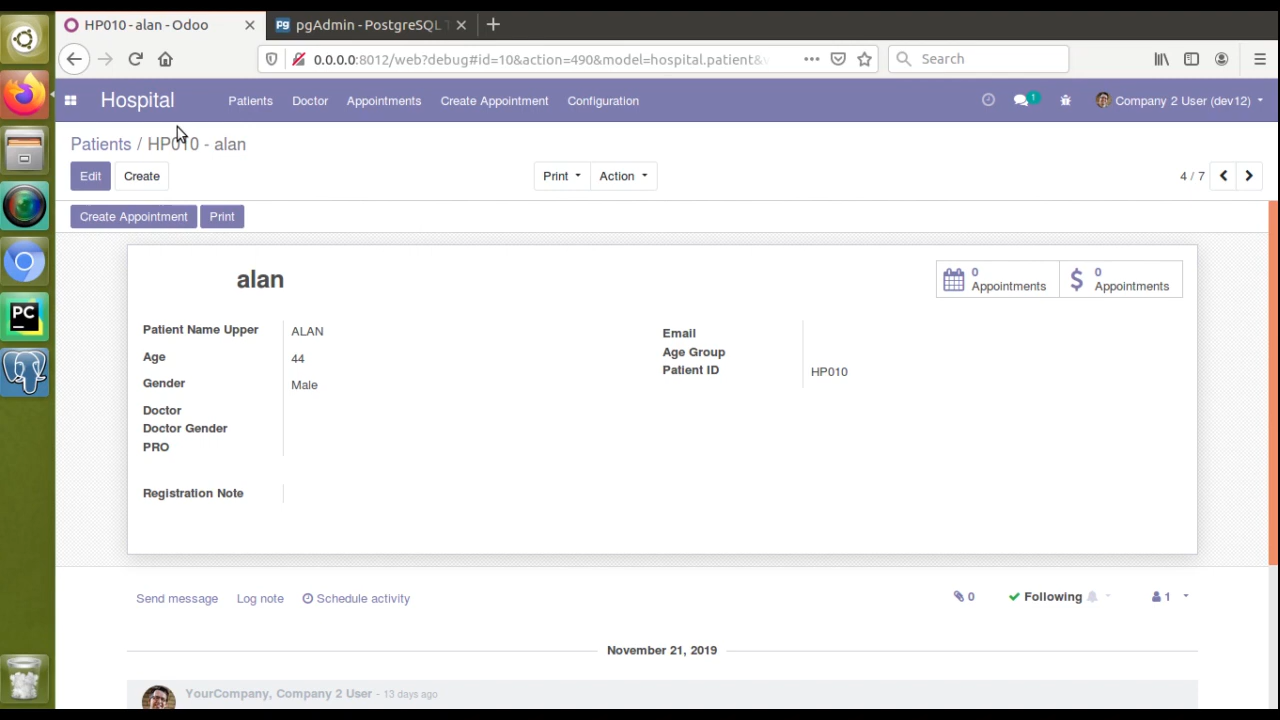 HP010 - alan - Odoo
pgAdmin - PostgreSQL T
0.0.0.0:8012/web?debug#id=10&action=490&model=hospital.patient&v
Search
Hospital Patients Doctor Appointments Create Appointment Configuration 1 Company 2 User (dev12)
Patients / HP010 - alan
Edit Create Print Action 4 / 7
Create Appointment Print
alan
0 Appointments
0 Appointments
Patient Name Upper ALAN
Age 44
Gender Male
Doctor
Doctor Gender
PRO
Registration Note
Email
Age Group
Patient ID HP010
Send message Log note Schedule activity 0 Following 1
November 21, 2019
YourCompany, Company 2 User - 13 days ago
Pg
PC